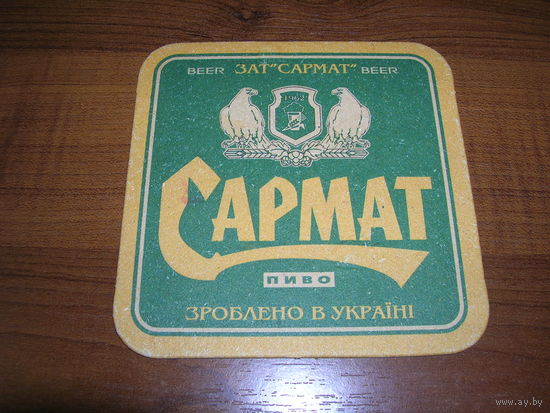 BEER ЗАТ"САРМАТ" BEER
1962
САРМАТ
ПИВО
ЗРОБЛЕНО В УКРАЇНІ
www.ay.by